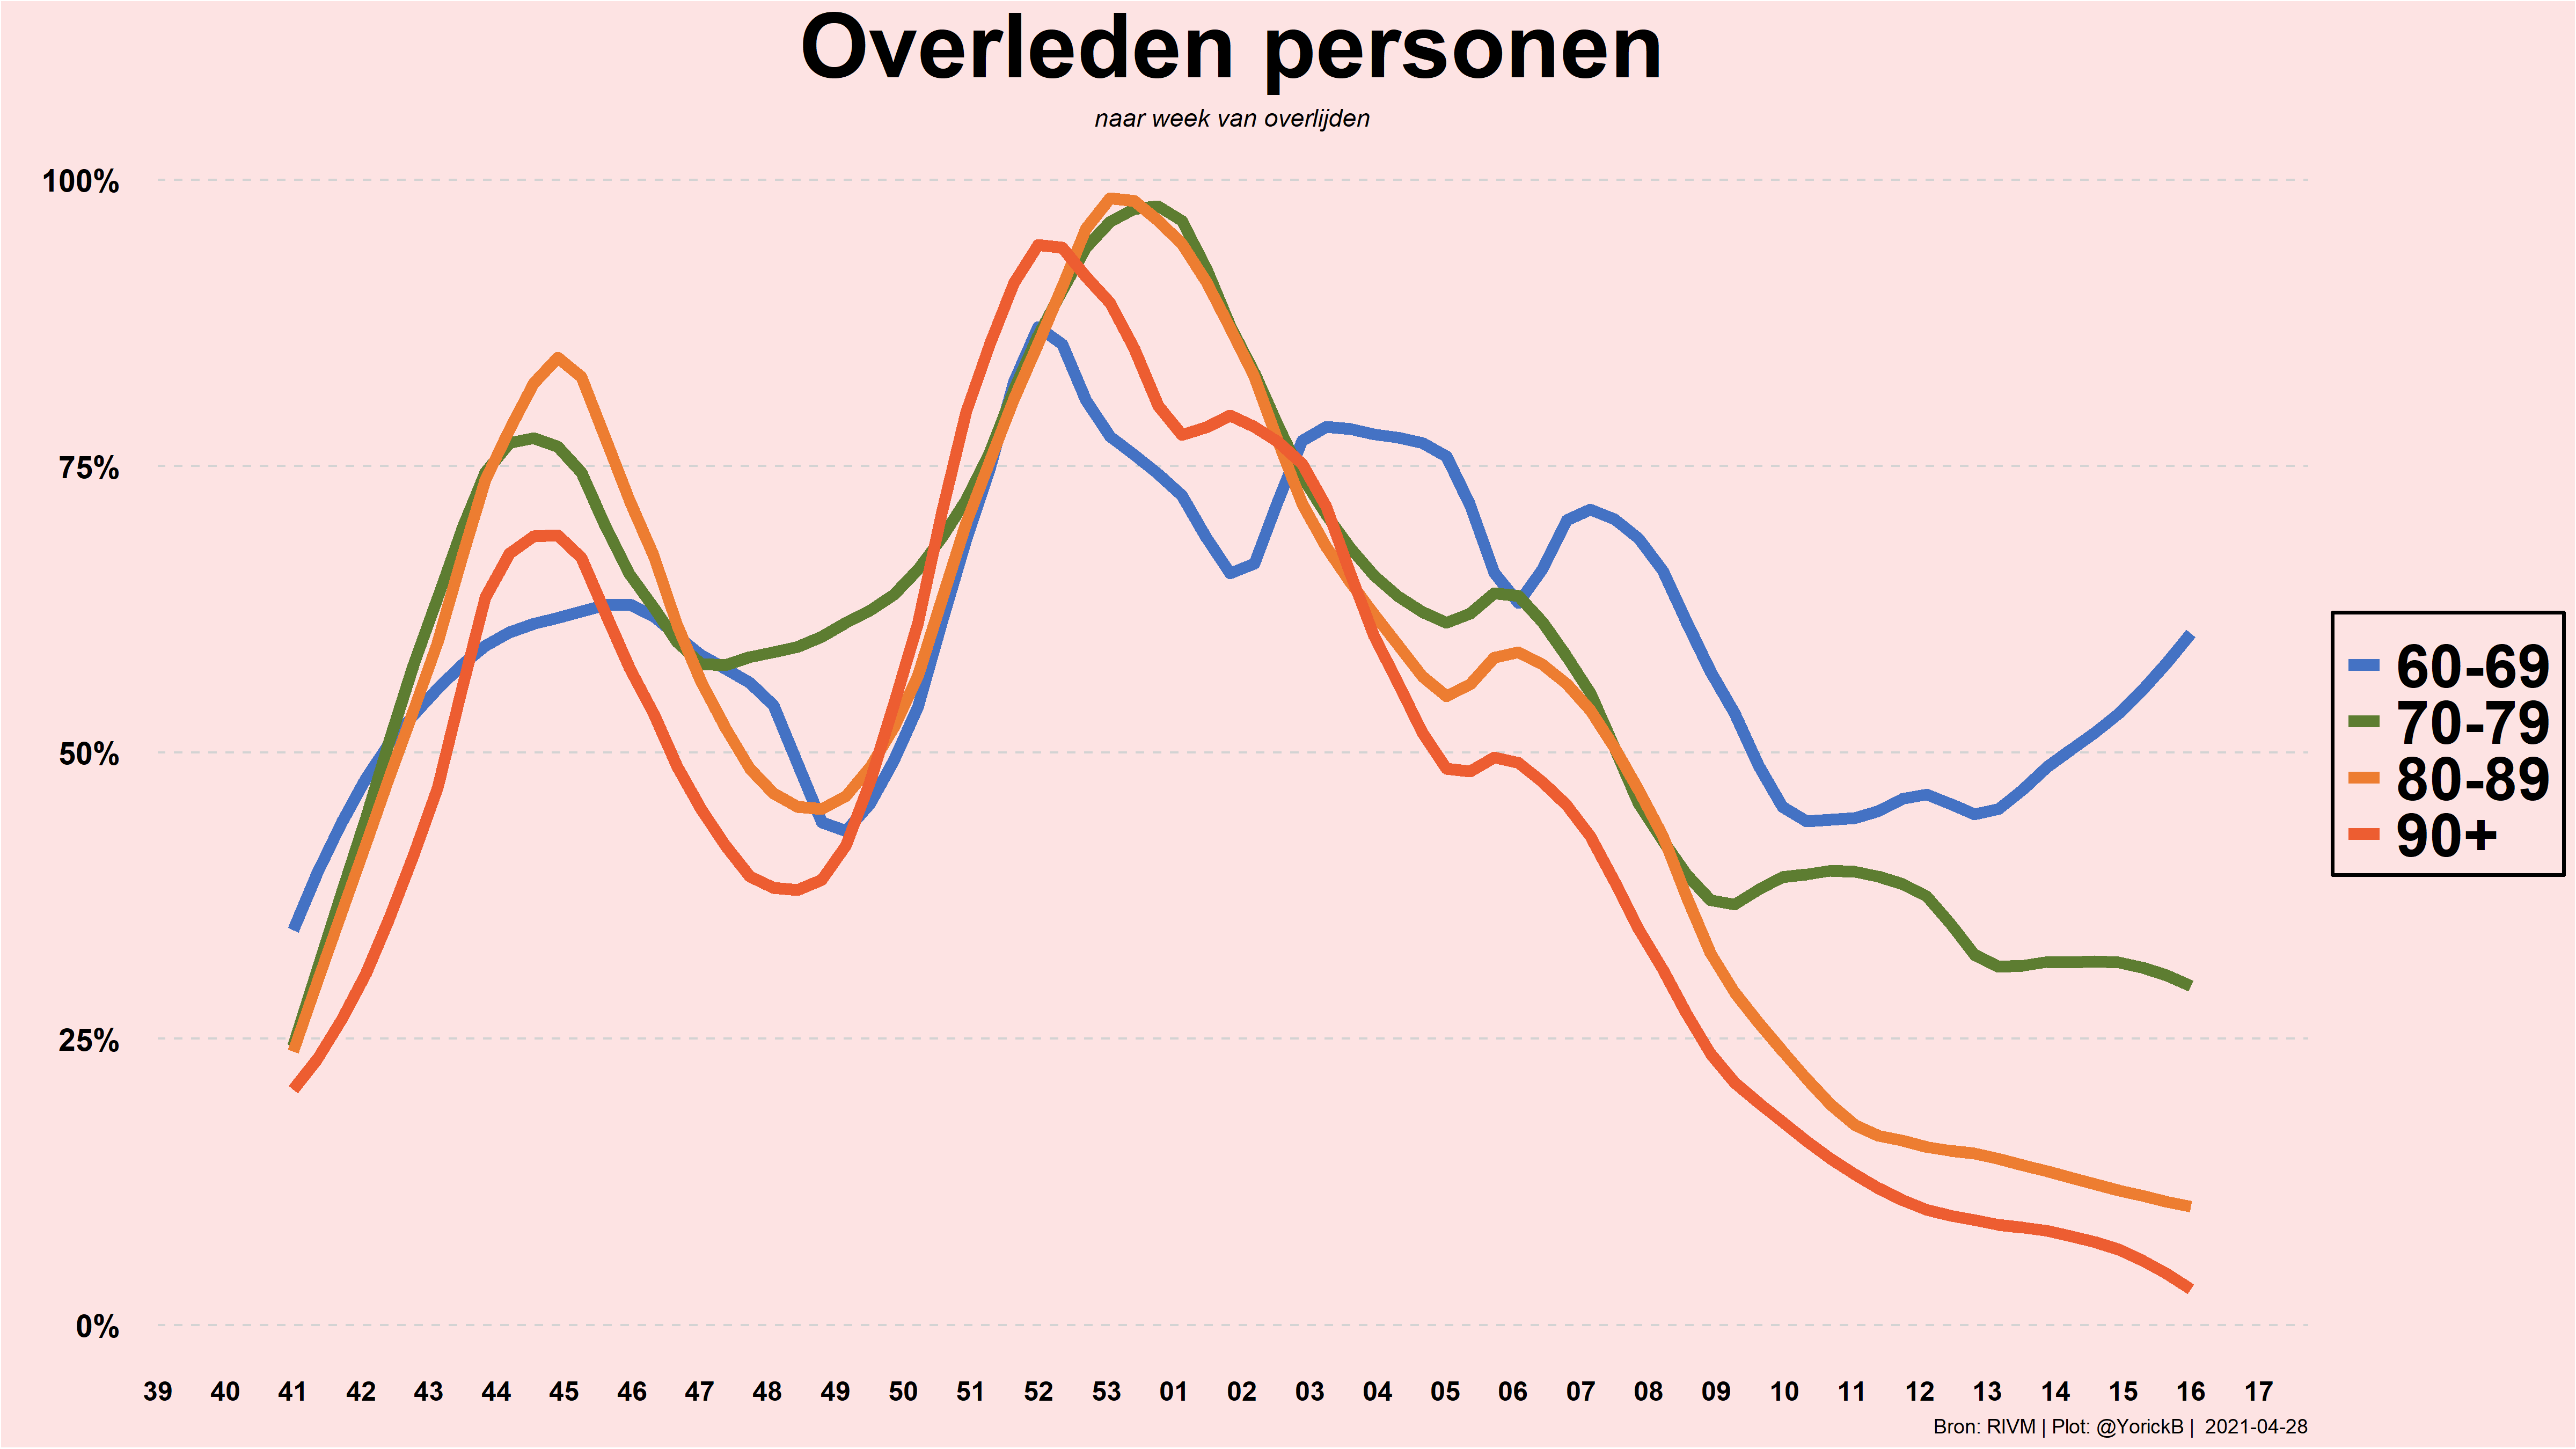 Overleden personen
naar week van overlijden
100%
75%
50%
25%
0%
60-69
70-79
80-89
90+
39 40 41 42 43 44 45 46 47 48 49 50 51 52 53 01 02 03 04 05 06 07 08 09 10 11 12 13 14 15 16 17
Bron: RIVM | Plot: @YorickB | 2021-04-28